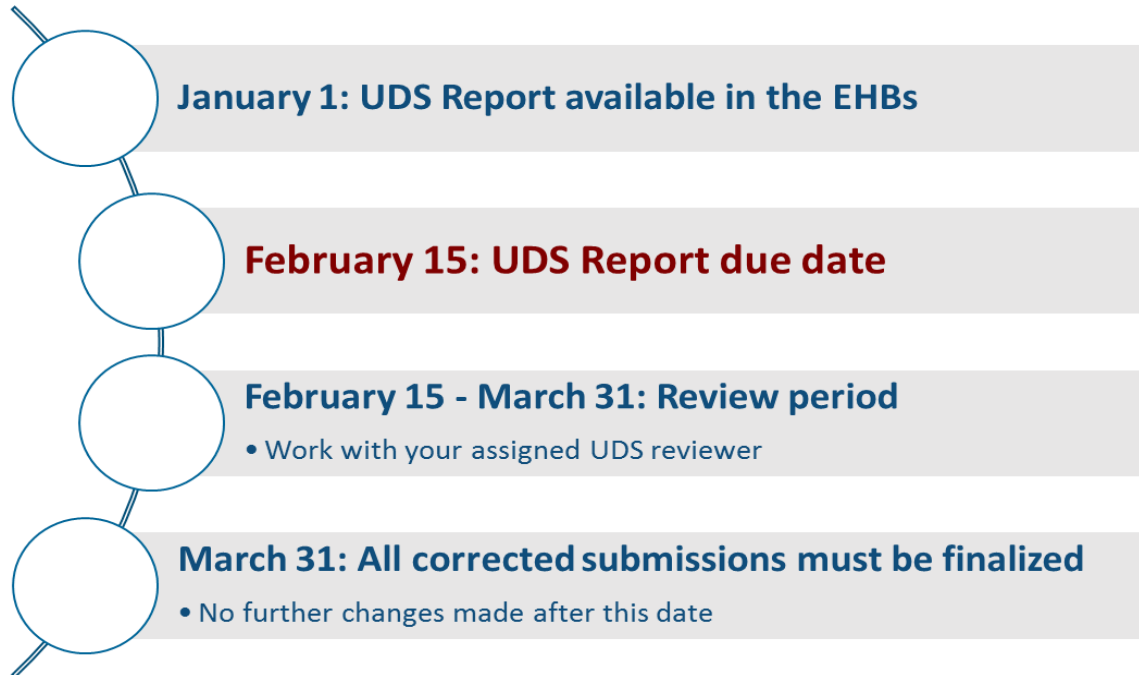 January 1: UDS Report available in the EHBs
February 15: UDS Report due date
February 15 - March 31: Review period
• Work with your assigned UDS reviewer
March 31: All corrected submissions must be finalized
• No further changes made after this date